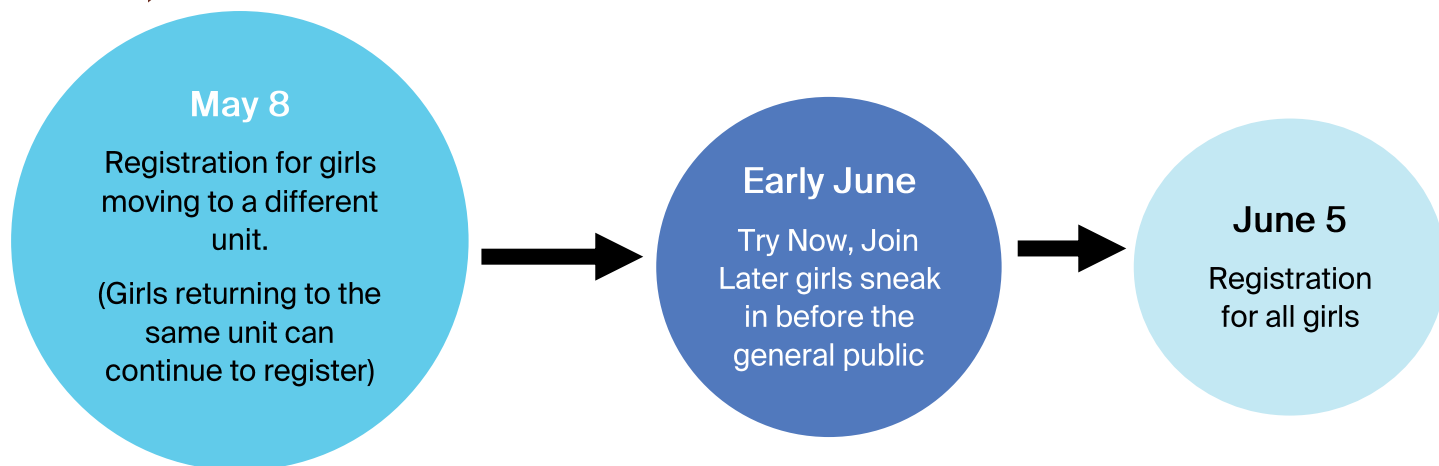 May 8
Registration for girls
moving to a different
unit.
(Girls returning to the
same unit can
continue to register)
Early June
Try Now, Join
Later girls sneak
in before the
general public
June 5
Registration
for all girls